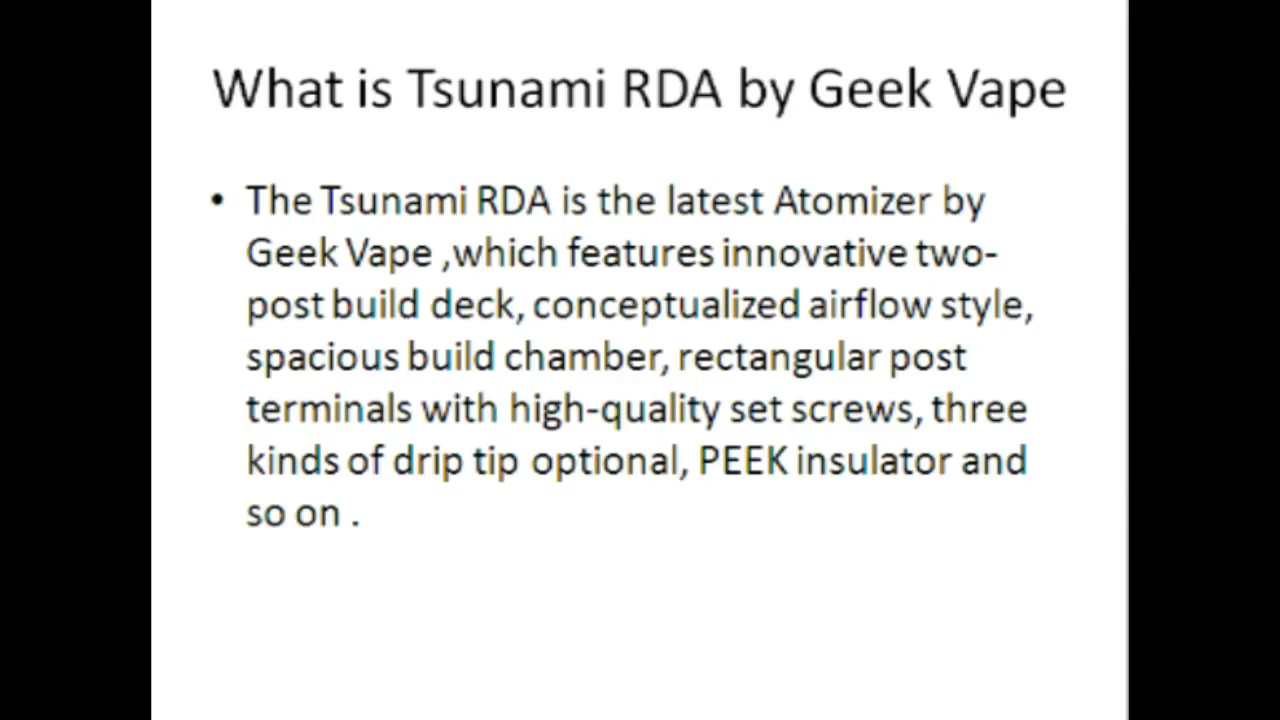 What is Tsunami RDA by Geek Vape
• The Tsunami RDA is the latest Atomizer by
Geek Vape ,which features innovative two-
post build deck, conceptualized airflow style,
spacious build chamber, rectangular post
terminals with high-quality set screws, three
kinds of drip tip optional, PEEK insulator and
so on .